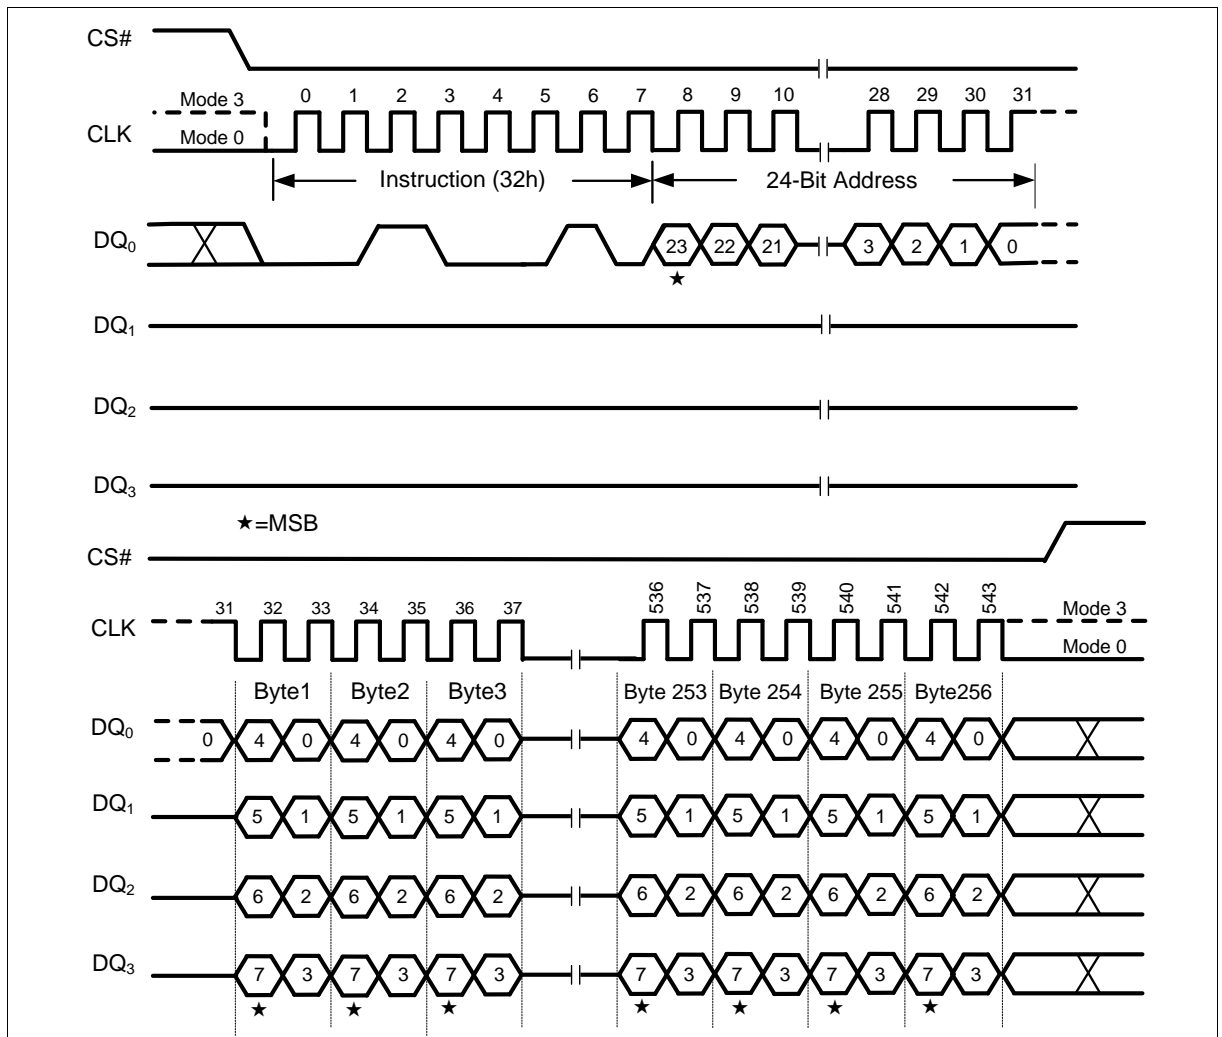 CS#
Mode 3 0 1 2 3 4 5 6 7 8 9 10 28 29 30 31
CLK
Mode 0
Instruction (32h) 24-Bit Address
DQ0 23 22 21 3 2 1 0
★
DQ1
DQ2
DQ3
★=MSB
CS#
31 32 33 34 35 36 37 536 537 538 539 540 541 542 543
CLK Mode 3
Mode 0
Byte1 Byte2 Byte3 Byte 253 Byte 254 Byte 255 Byte256
DQ0 0 4 0 4 0 4 0 4 0 4 0 4 0 4 0
DQ1 5 1 5 1 5 1 5 1 5 1 5 1 5 1
DQ2 6 2 6 2 6 2 6 2 6 2 6 2 6 2
DQ3 7 3 7 3 7 3 7 3 7 3 7 3 7 3
★ ★ ★ ★ ★ ★ ★